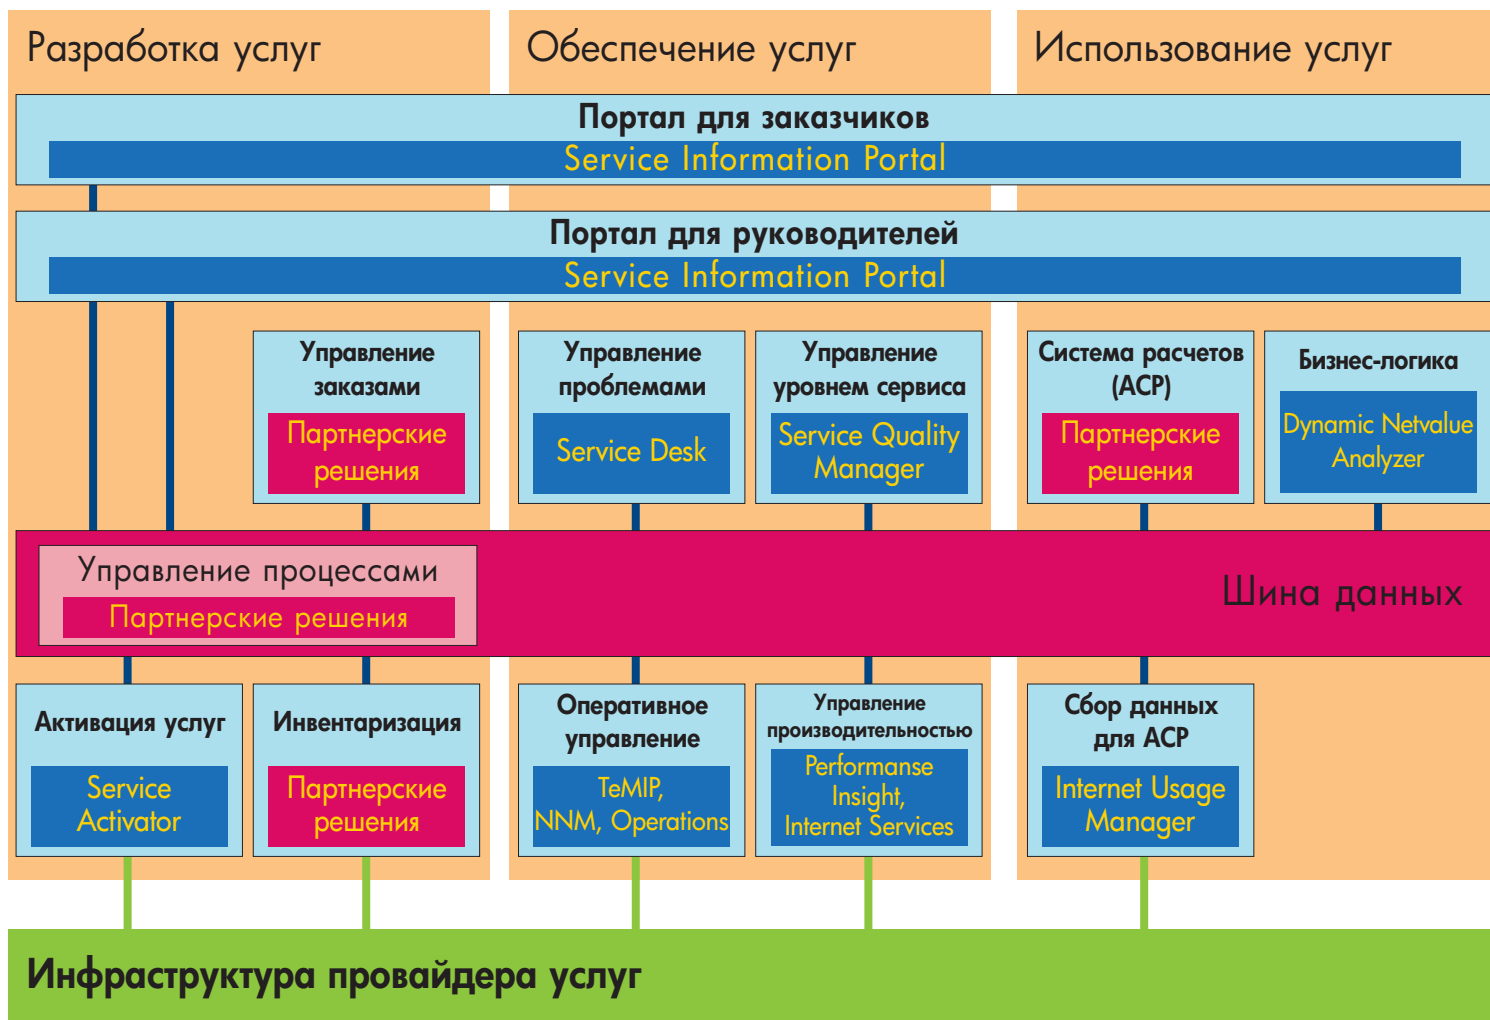 Разработка услуг
Обеспечение услуг
Использование услуг
Портал для заказчиков
Service Information Portal
Портал для руководителей
Service Information Portal
Управление
заказами
Партнерские
решения
Управление
проблемами
Service Desk
Управление
уровнем сервиса
Service Quality
Manager
Система расчетов
(АСР)
Партнерские
решения
Бизнес-логика
Dynamic Netvalue
Analyzer
Управление процессами
Партнерские решения
Шина данных
Активация услуг
Service
Activator
Инвентаризация
Партнерские
решения
Оперативное
управление
TeMIP,
NNM, Operations
Управление
производительностью
Performanse
Insight,
Internet Services
Сбор данных
для АСР
Internet Usage
Manager
Инфраструктура провайдера услуг